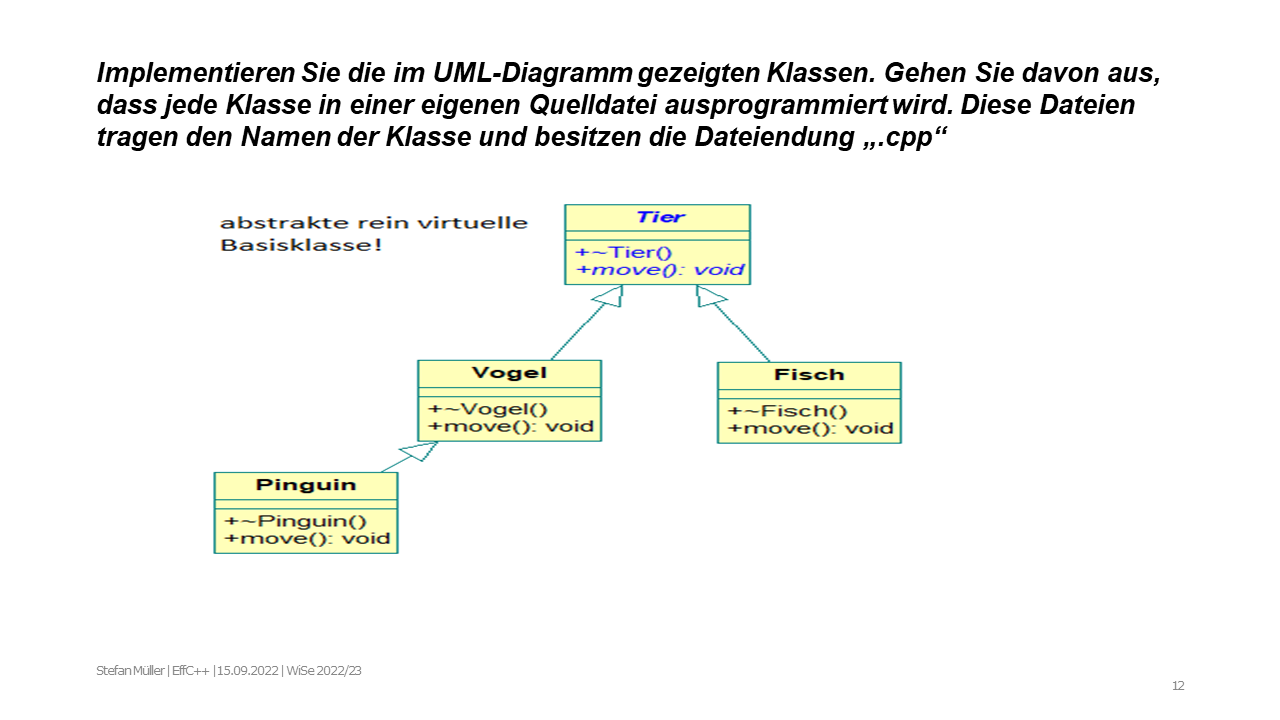 Implementieren Sie die im UML-Diagramm gezeigten Klassen. Gehen Sie davon aus,
dass jede Klasse in einer eigenen Quelldatei ausprogrammiert wird. Diese Dateien
tragen den Namen der Klasse und besitzen die Dateiendung „.cpp“
abstrakte rein virtuelle
Basisklasse!
Tier
+~Tier()
+move(): void
Vogel
+~Vogel()
+move(): void
Fisch
+~Fisch()
+move(): void
Pinguin
+~Pinguin()
+move(): void
Stefan Müller | EffC++ | 15.09.2022 | WiSe 2022/23
12